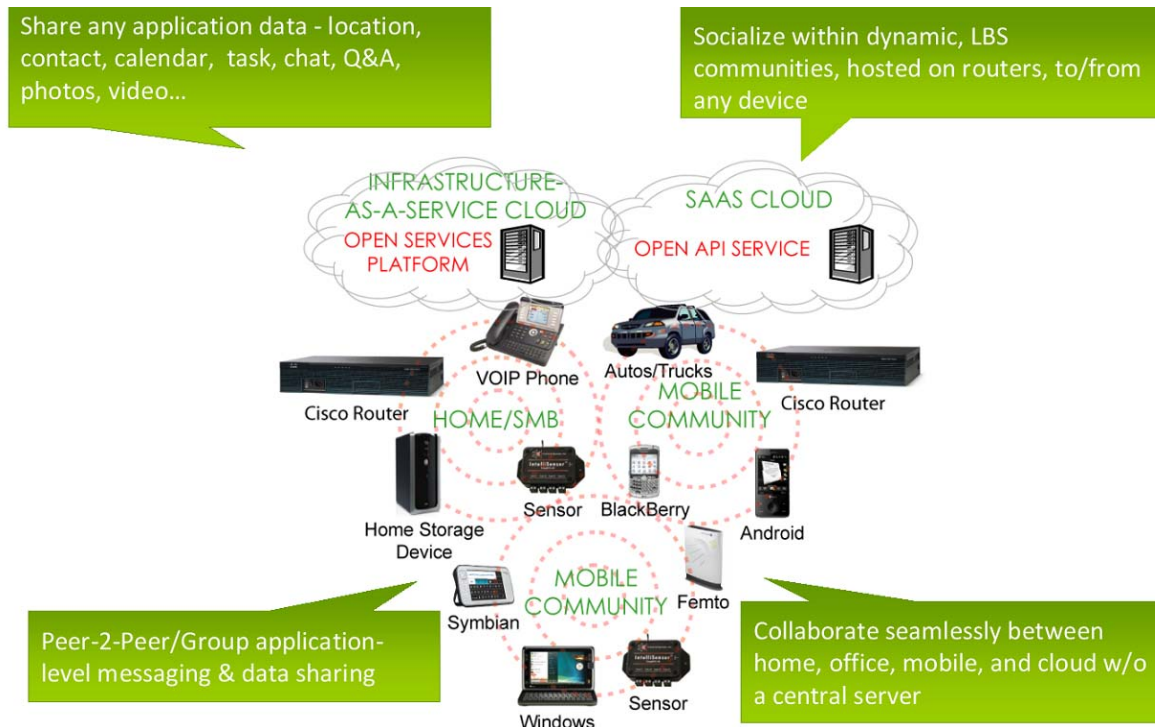 Share any application data - location,
contact, calendar, task, chat, Q&A,
photos, video...
Socialize within dynamic, LBS
communities, hosted on routers, to/from
any device
INFRASTRUCTURE-
AS-A-SERVICE CLOUD
OPEN SERVICES
PLATFORM
SAAS CLOUD
OPEN API SERVICE
VOIP Phone
Autos/Trucks
Cisco Router
HOME/SMB
MOBILE
COMMUNITY
Cisco Router
Home Storage
Device
Sensor
BlackBerry
Android
Symbian
MOBILE
COMMUNITY
Femto
Windows
Sensor
Peer-2-Peer/Group application-
level messaging & data sharing
Collaborate seamlessly between
home, office, mobile, and cloud w/o
a central server